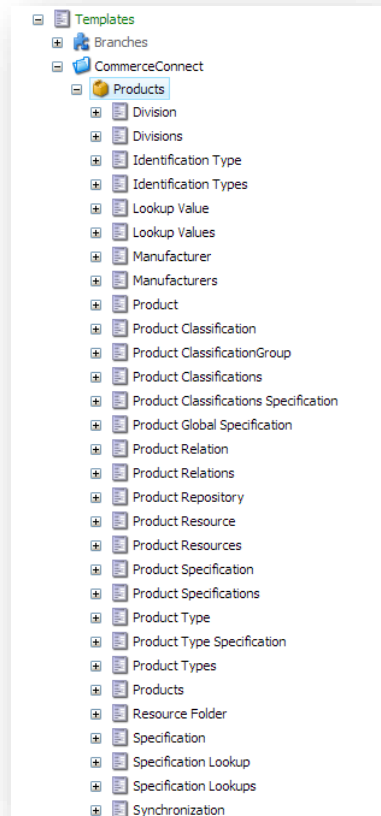 Templates
Branches
CommerceConnect
Products
Division
Divisions
Identification Type
Identification Types
Lookup Value
Lookup Values
Manufacturer
Manufacturers
Product
Product Classification
Product ClassificationGroup
Product Classifications
Product Classifications Specification
Product Global Specification
Product Relation
Product Relations
Product Repository
Product Resource
Product Resources
Product Specification
Product Specifications
Product Type
Product Type Specification
Product Types
Products
Resource Folder
Specification
Specification Lookup
Specification Lookups
Synchronization